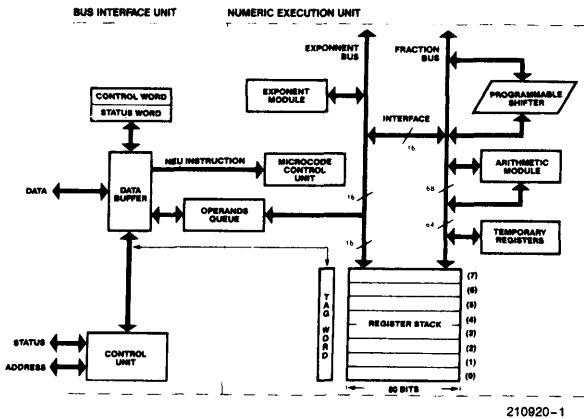 BUS INTERFACE UNIT
NUMERIC EXECUTION UNIT
EXPONNENT
BUS
FRACTION
BUS
CONTROL WORD
STATUS WORD
EXPONENT
MODULE
PROGRAMMABLE
SHIFTER
INTERFACE
16
NEU INSTRUCTION
MICROCODE
CONTROL
UNIT
ARITHMETIC
MODULE
DATA
DATA
BUFFER
OPERANDS
QUEUE
16
68
64
16
TEMPORARY
REGISTERS
TAG WORD
REGISTER STACK
(7)
(6)
(5)
(4)
(3)
(2)
(1)
(0)
STATUS
ADDRESS
CONTROL
UNIT
80 BITS
210920-1